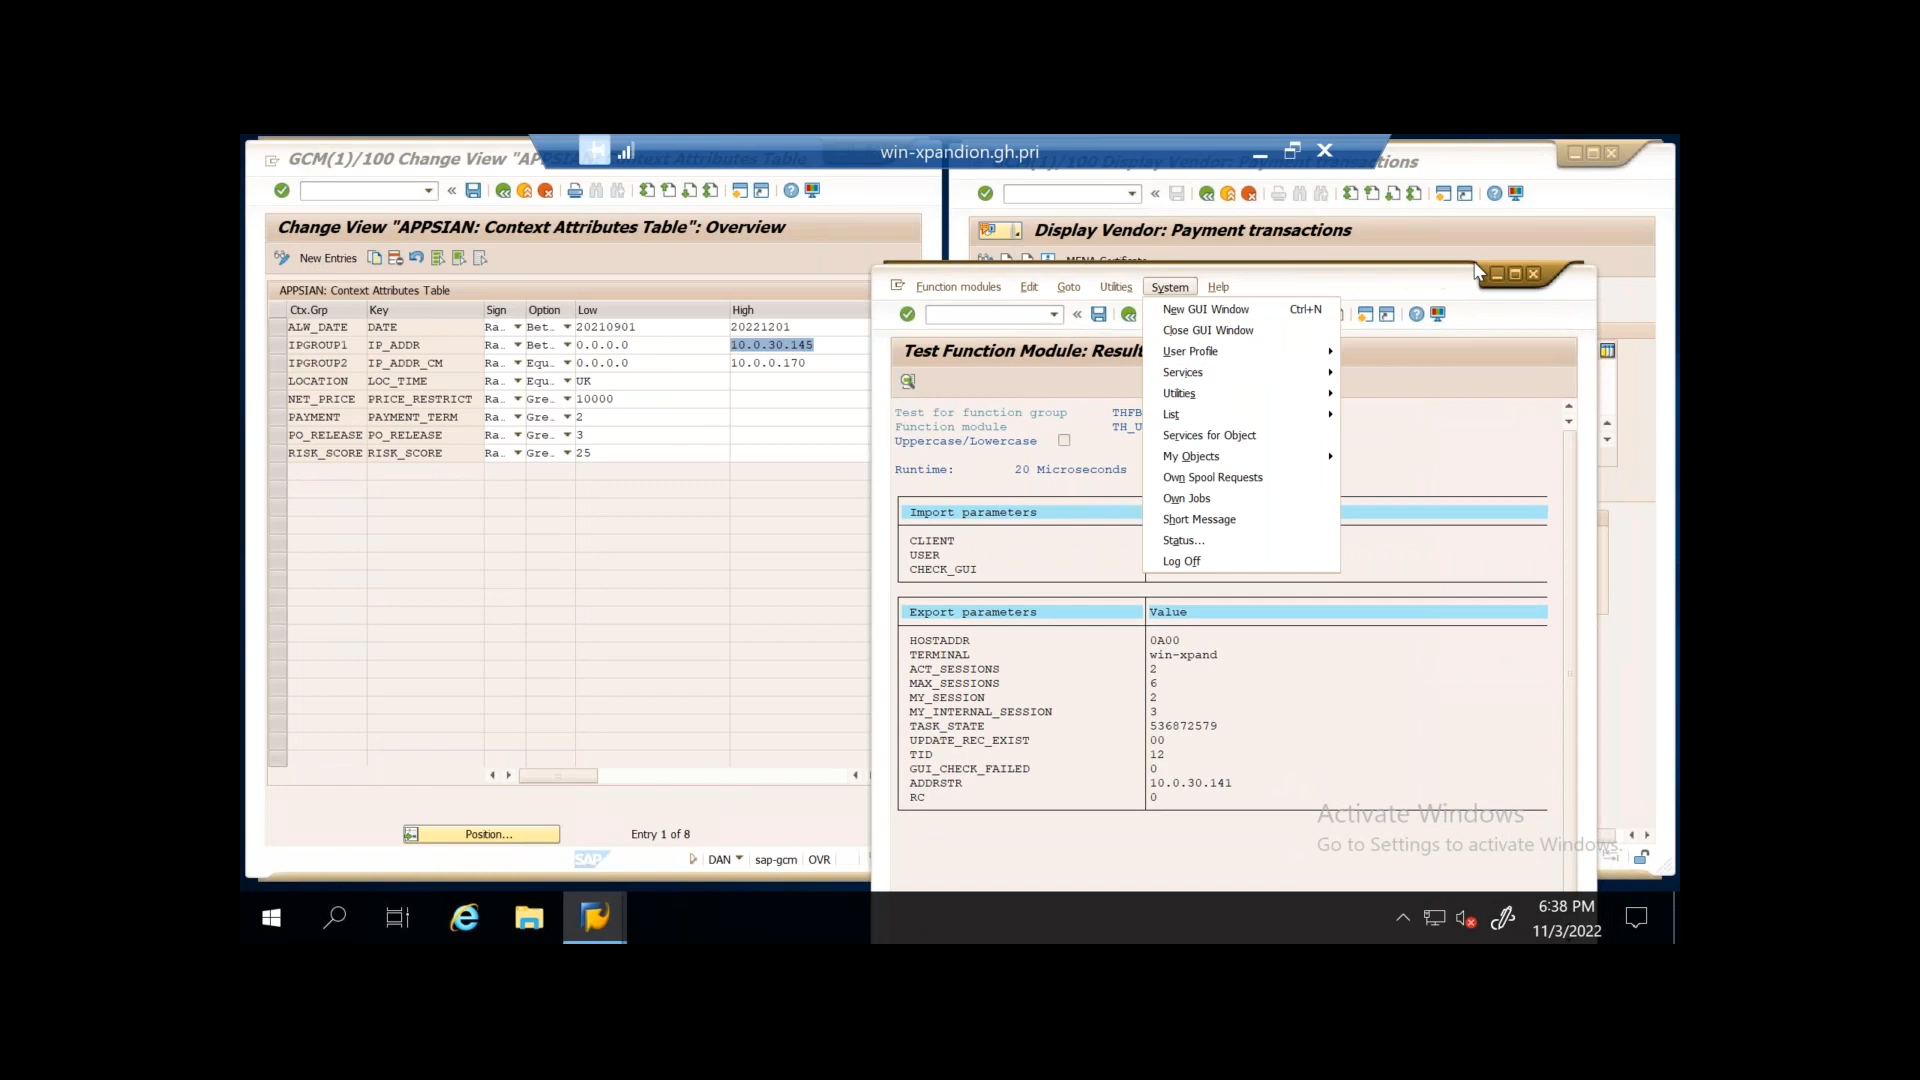 win-xpandion.gh.pri
GCM(1)/100 Change View "APPSIAN: Context Attributes Table
)/100 Display Vendor: Payment transactions
Change View "APPSIAN: Context Attributes Table": Overview
New Entries
APPSIAN: Context Attributes Table
Ctx.Grp Key Sign Option Low High
ALW_DATE DATE Ra.. Bet.. 20210901 20221201
IPGROUP1 IP_ADDR Ra.. Bet.. 0.0.0.0 10.0.30.145
IPGROUP2 IP_ADDR_CM Ra.. Equ.. 0.0.0.0 10.0.0.170
LOCATION LOC_TIME Ra.. Equ.. UK
NET_PRICE PRICE_RESTRICT Ra.. Gre.. 10000
PAYMENT PAYMENT_TERM Ra.. Gre.. 2
PO_RELEASE PO_RELEASE Ra.. Gre.. 3
RISK_SCORE RISK_SCORE Ra.. Gre.. 25
Position...
Entry 1 of 8
SAP
DAN sap-gcm OVR
Display Vendor: Payment transactions
MENA Certificate
Function modules Edit Goto Utilities System Help
New GUI Window Ctrl+N
Close GUI Window
User Profile
Services
Utilities
List
Services for Object
My Objects
Own Spool Requests
Own Jobs
Short Message
Status...
Log Off
Test Function Module: Result
Test for function group THFB
Function module TH_U
Uppercase/Lowercase
Runtime: 20 Microseconds
Import parameters
CLIENT
USER
CHECK_GUI
Export parameters Value
HOSTADDR 0A00
TERMINAL win-xpand
ACT_SESSIONS 2
MAX_SESSIONS 6
MY_SESSION 2
MY_INTERNAL_SESSION 3
TASK_STATE 536872579
UPDATE_REC_EXIST 00
TID 12
GUI_CHECK_FAILED 0
ADDRSTR 10.0.30.141
RC 0
Activate Windows
Go to Settings to activate Windows.
6:38 PM
11/3/2022